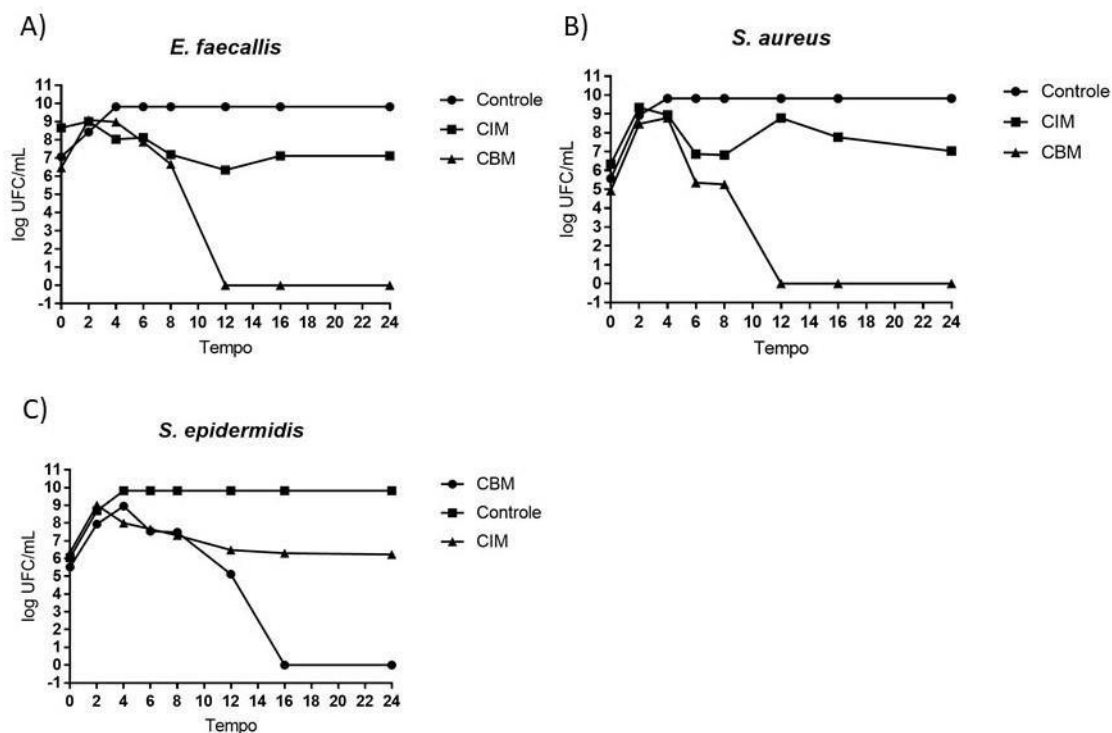 A)
E. faecallis
11
10
9
8
7
6
5
4
3
2
1
0
-1
log UFC/mL
0 2 4 6 8 10 12 14 16 18 20 22 24
Tempo
Controle
CIM
CBM
B)
S. aureus
11
10
9
8
7
6
5
4
3
2
1
0
-1
log UFC/mL
0 2 4 6 8 10 12 14 16 18 20 22 24
Tempo
Controle
CIM
CBM
C)
S. epidermidis
11
10
9
8
7
6
5
4
3
2
1
0
-1
log UFC/mL
0 2 4 6 8 10 12 14 16 18 20 22 24
Tempo
CBM
Controle
CIM